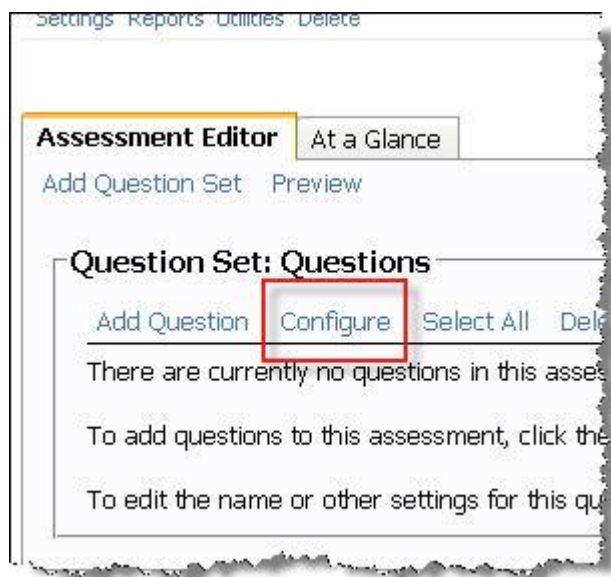 Settings Reports Utilities Delete
Assessment Editor At a Glance
Add Question Set Preview
Question Set: Questions
Add Question Configure Select All
There are currently no questions in this
To add questions to this assessment, click
To edit the name or other settings for this